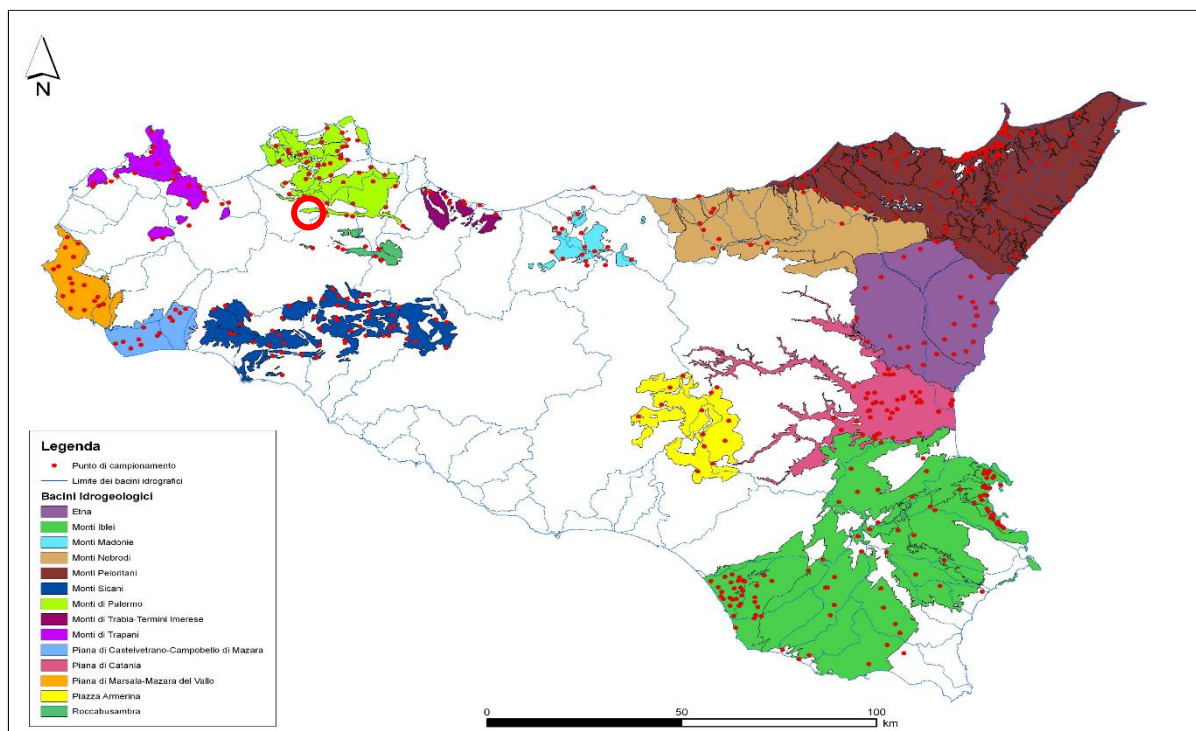 N
Legenda
Punto di campionamento
Limite dei bacini idrografici
Bacini Idrogeologici
Etna
Monti Iblei
Monti Madonie
Monti Nebrodi
Monti Peloritani
Monti Sicani
Monti di Palermo
Monti di Trabia-Termini Imerese
Monti di Trapani
Piana di Castelvetrano-Campobello di Mazara
Piana di Catania
Piana di Marsala-Mazara del Vallo
Piazza Armerina
Roccabusambra
0 50 100
km